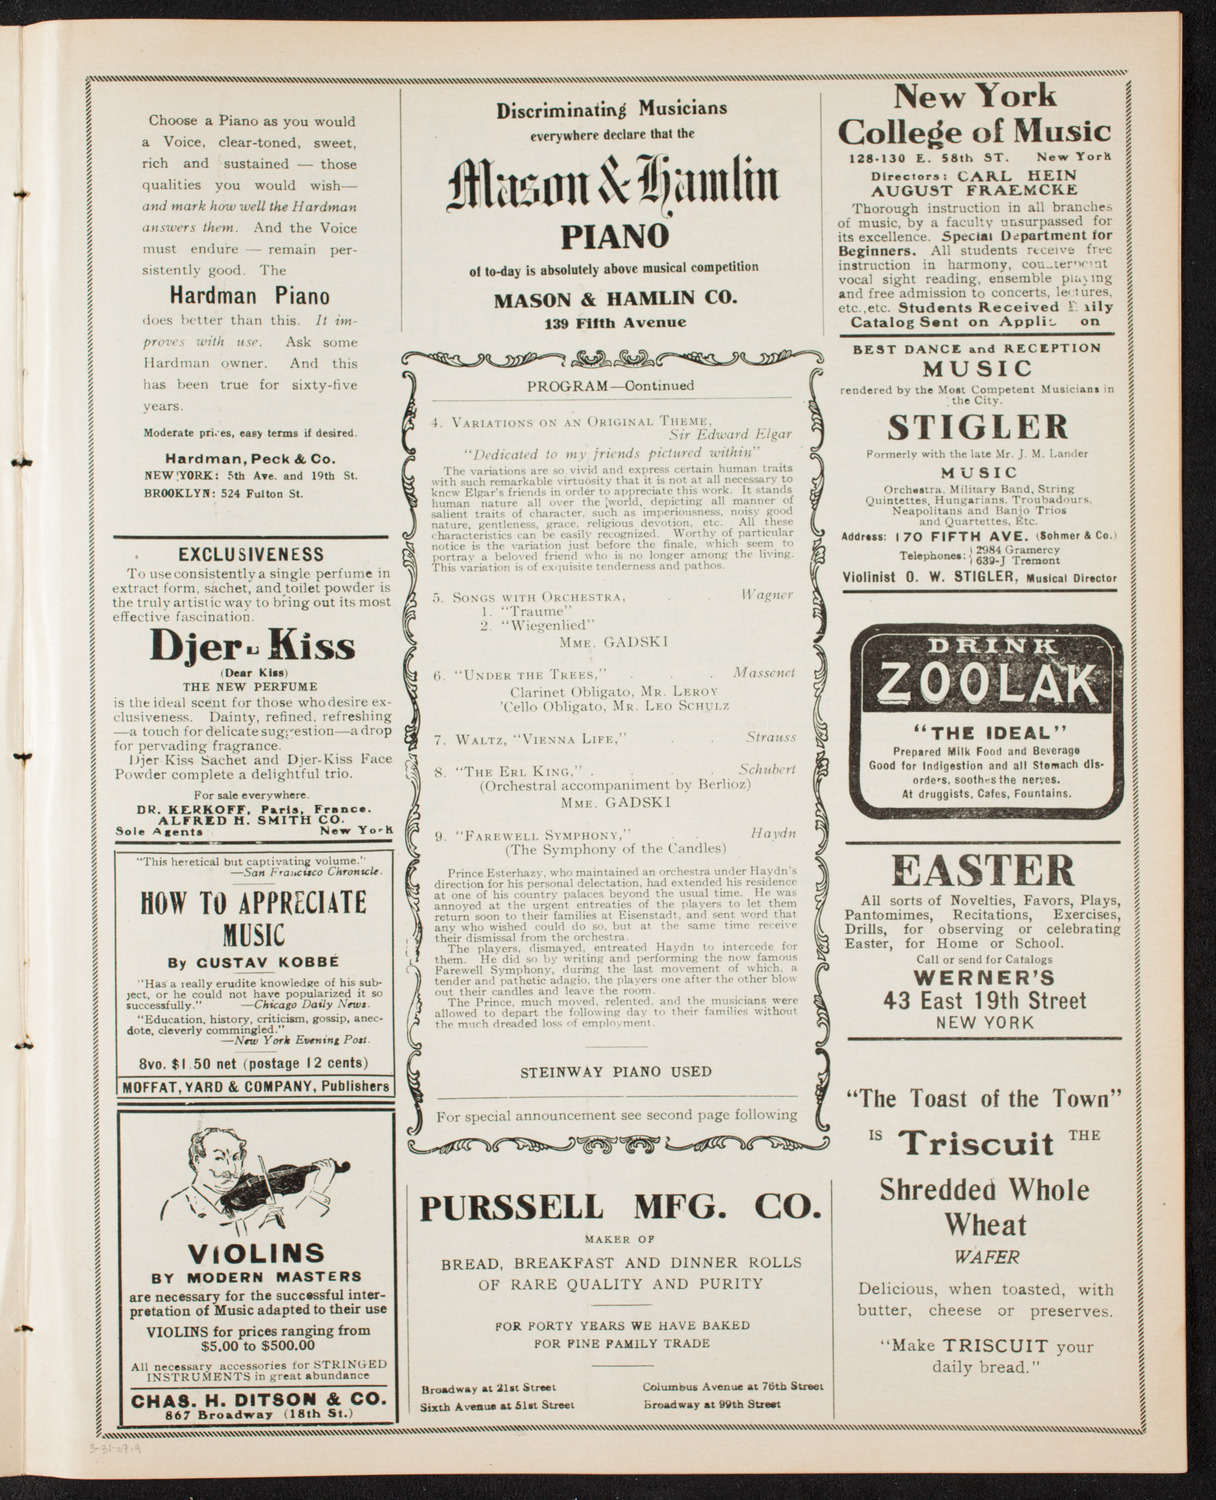 Choose a Piano as you would
a Voice, clear-toned, sweet,
rich and sustained — those
qualities you would wish—
and mark how well the Hardman
answers them. And the Voice
must endure — remain per-
sistently good. The
Hardman Piano
does better than this. It im-
proves with use. Ask some
Hardman owner. And this
has been true for sixty-five
years.
Moderate prices, easy terms if desired.
Hardman, Peck & Co.
NEW YORK: 5th Ave. and 19th St.
BROOKLYN: 524 Fulton St.
EXCLUSIVENESS
To use consistently a single perfume in
extract form, sachet, and toilet powder is
the truly artistic way to bring out its most
effective fascination.
Djer-Kiss
(Dear Kiss)
THE NEW PERFUME
is the ideal scent for those who desire ex-
clusiveness. Dainty, refined, refreshing
—a touch for delicate suggestion—a drop
for pervading fragrance.
Djer Kiss Sachet and Djer-Kiss Face
Powder complete a delightful trio.
For sale everywhere.
DR. KERKOFF, Paris, France.
ALFRED H. SMITH CO.
Sole Agents New York
"This heretical but captivating volume."
—San Francisco Chronicle.
HOW TO APPRECIATE
MUSIC
By GUSTAV KOBBÉ
"Has a really erudite knowledge of his sub-
ject, or he could not have popularized it so
successfully." —Chicago Daily News.
"Education, history, criticism, gossip, anec-
dote, cleverly commingled."
—New York Evening Post.
8vo. $1.50 net (postage 12 cents)
MOFFAT, YARD & COMPANY, Publishers
VIOLINS
BY MODERN MASTERS
are necessary for the successful inter-
pretation of Music adapted to their use
VIOLINS for prices ranging from
$5.00 to $500.00
All necessary accessories for STRINGED
INSTRUMENTS in great abundance
CHAS. H. DITSON & CO.
867 Broadway (18th St.)
3-31-07
Discriminating Musicians
everywhere declare that the
Mason & Hamlin
PIANO
of to-day is absolutely above musical competition
MASON & HAMLIN CO.
139 Fifth Avenue
PROGRAM—Continued
4. VARIATIONS ON AN ORIGINAL THEME,
Sir Edward Elgar
"Dedicated to my friends pictured within"
The variations are so vivid and express certain human traits
with such remarkable virtuosity that it is not at all necessary to
knew Elgar's friends in order to appreciate this work. It stands
human nature all over the world, depicting all manner of
salient traits of character, such as imperiousness, noisy good
nature, gentleness, grace, religious devotion, etc. All these
characteristics can be easily recognized. Worthy of particular
notice is the variation just before the finale, which seem to
portray a beloved friend who is no longer among the living.
This variation is of exquisite tenderness and pathos.
5. SONGS WITH ORCHESTRA, . . Wagner
1. "Traume"
2. "Wiegenlied"
MME. GADSKI
6. "UNDER THE TREES," . . . Massenet
Clarinet Obligato, MR. LEROY
'Cello Obligato, MR. LEO SCHULZ
7. WALTZ, "VIENNA LIFE," . . Strauss
8. "THE ERL KING," . . . . Schubert
(Orchestral accompaniment by Berlioz)
MME. GADSKI
9. "FAREWELL SYMPHONY," . . Haydn
(The Symphony of the Candles)
Prince Esterhazy, who maintained an orchestra under Haydn's
direction for his personal delectation, had extended his residence
at one of his country palaces beyond the usual time. He was
annoyed at the urgent entreaties of the players to let them
return soon to their families at Eisenstadt, and sent word that
any who wished could do so, but at the same time receive
their dismissal from the orchestra.
The players, dismayed, entreated Haydn to intercede for
them. He did so by writing and performing the now famous
Farewell Symphony, during the last movement of which, a
tender and pathetic adagio, the players one after the other blow
out their candles and leave the room.
The Prince, much moved, relented, and the musicians were
allowed to depart the following day to their families without
the much dreaded loss of employment.
STEINWAY PIANO USED
For special announcement see second page following
PURSSELL MFG. CO.
MAKER OF
BREAD, BREAKFAST AND DINNER ROLLS
OF RARE QUALITY AND PURITY
FOR FORTY YEARS WE HAVE BAKED
FOR FINE FAMILY TRADE
Broadway at 21st Street Columbus Avenue at 76th Street
Sixth Avenue at 51st Street Broadway at 99th Street
New York
College of Music
128-130 E. 58th ST. New York
Directors: CARL HEIN
AUGUST FRAEMCKE
Thorough instruction in all branches
of music, by a faculty unsurpassed for
its excellence. Special Department for
Beginners. All students receive free
instruction in harmony, counterpoint
vocal sight reading, ensemble playing
and free admission to concerts, lectures,
etc., etc. Students Received Daily
Catalog Sent on Appli on
BEST DANCE and RECEPTION
MUSIC
rendered by the Most Competent Musicians in
the City.
STIGLER
Formerly with the late Mr. J. M. Lander
MUSIC
Orchestra, Military Band, String
Quintettes, Hungarians, Troubadours,
Neapolitans and Banjo Trios
and Quartettes, Etc.
Address: 170 FIFTH AVE. (Sohmer & Co.)
Telephones: { 2984 Gramercy
639-J Tremont
Violinist O. W. STIGLER, Musical Director
DRINK
ZOOLAK
"THE IDEAL"
Prepared Milk Food and Beverage
Good for Indigestion and all Stomach dis-
orders, soothes the nerves.
At druggists, Cafes, Fountains.
EASTER
All sorts of Novelties, Favors, Plays,
Pantomimes, Recitations, Exercises,
Drills, for observing or celebrating
Easter, for Home or School.
Call or send for Catalogs
WERNER'S
43 East 19th Street
NEW YORK
"The Toast of the Town"
IS Triscuit THE
Shredded Whole
Wheat
WAFER
Delicious, when toasted, with
butter, cheese or preserves.
"Make TRISCUIT your
daily bread."